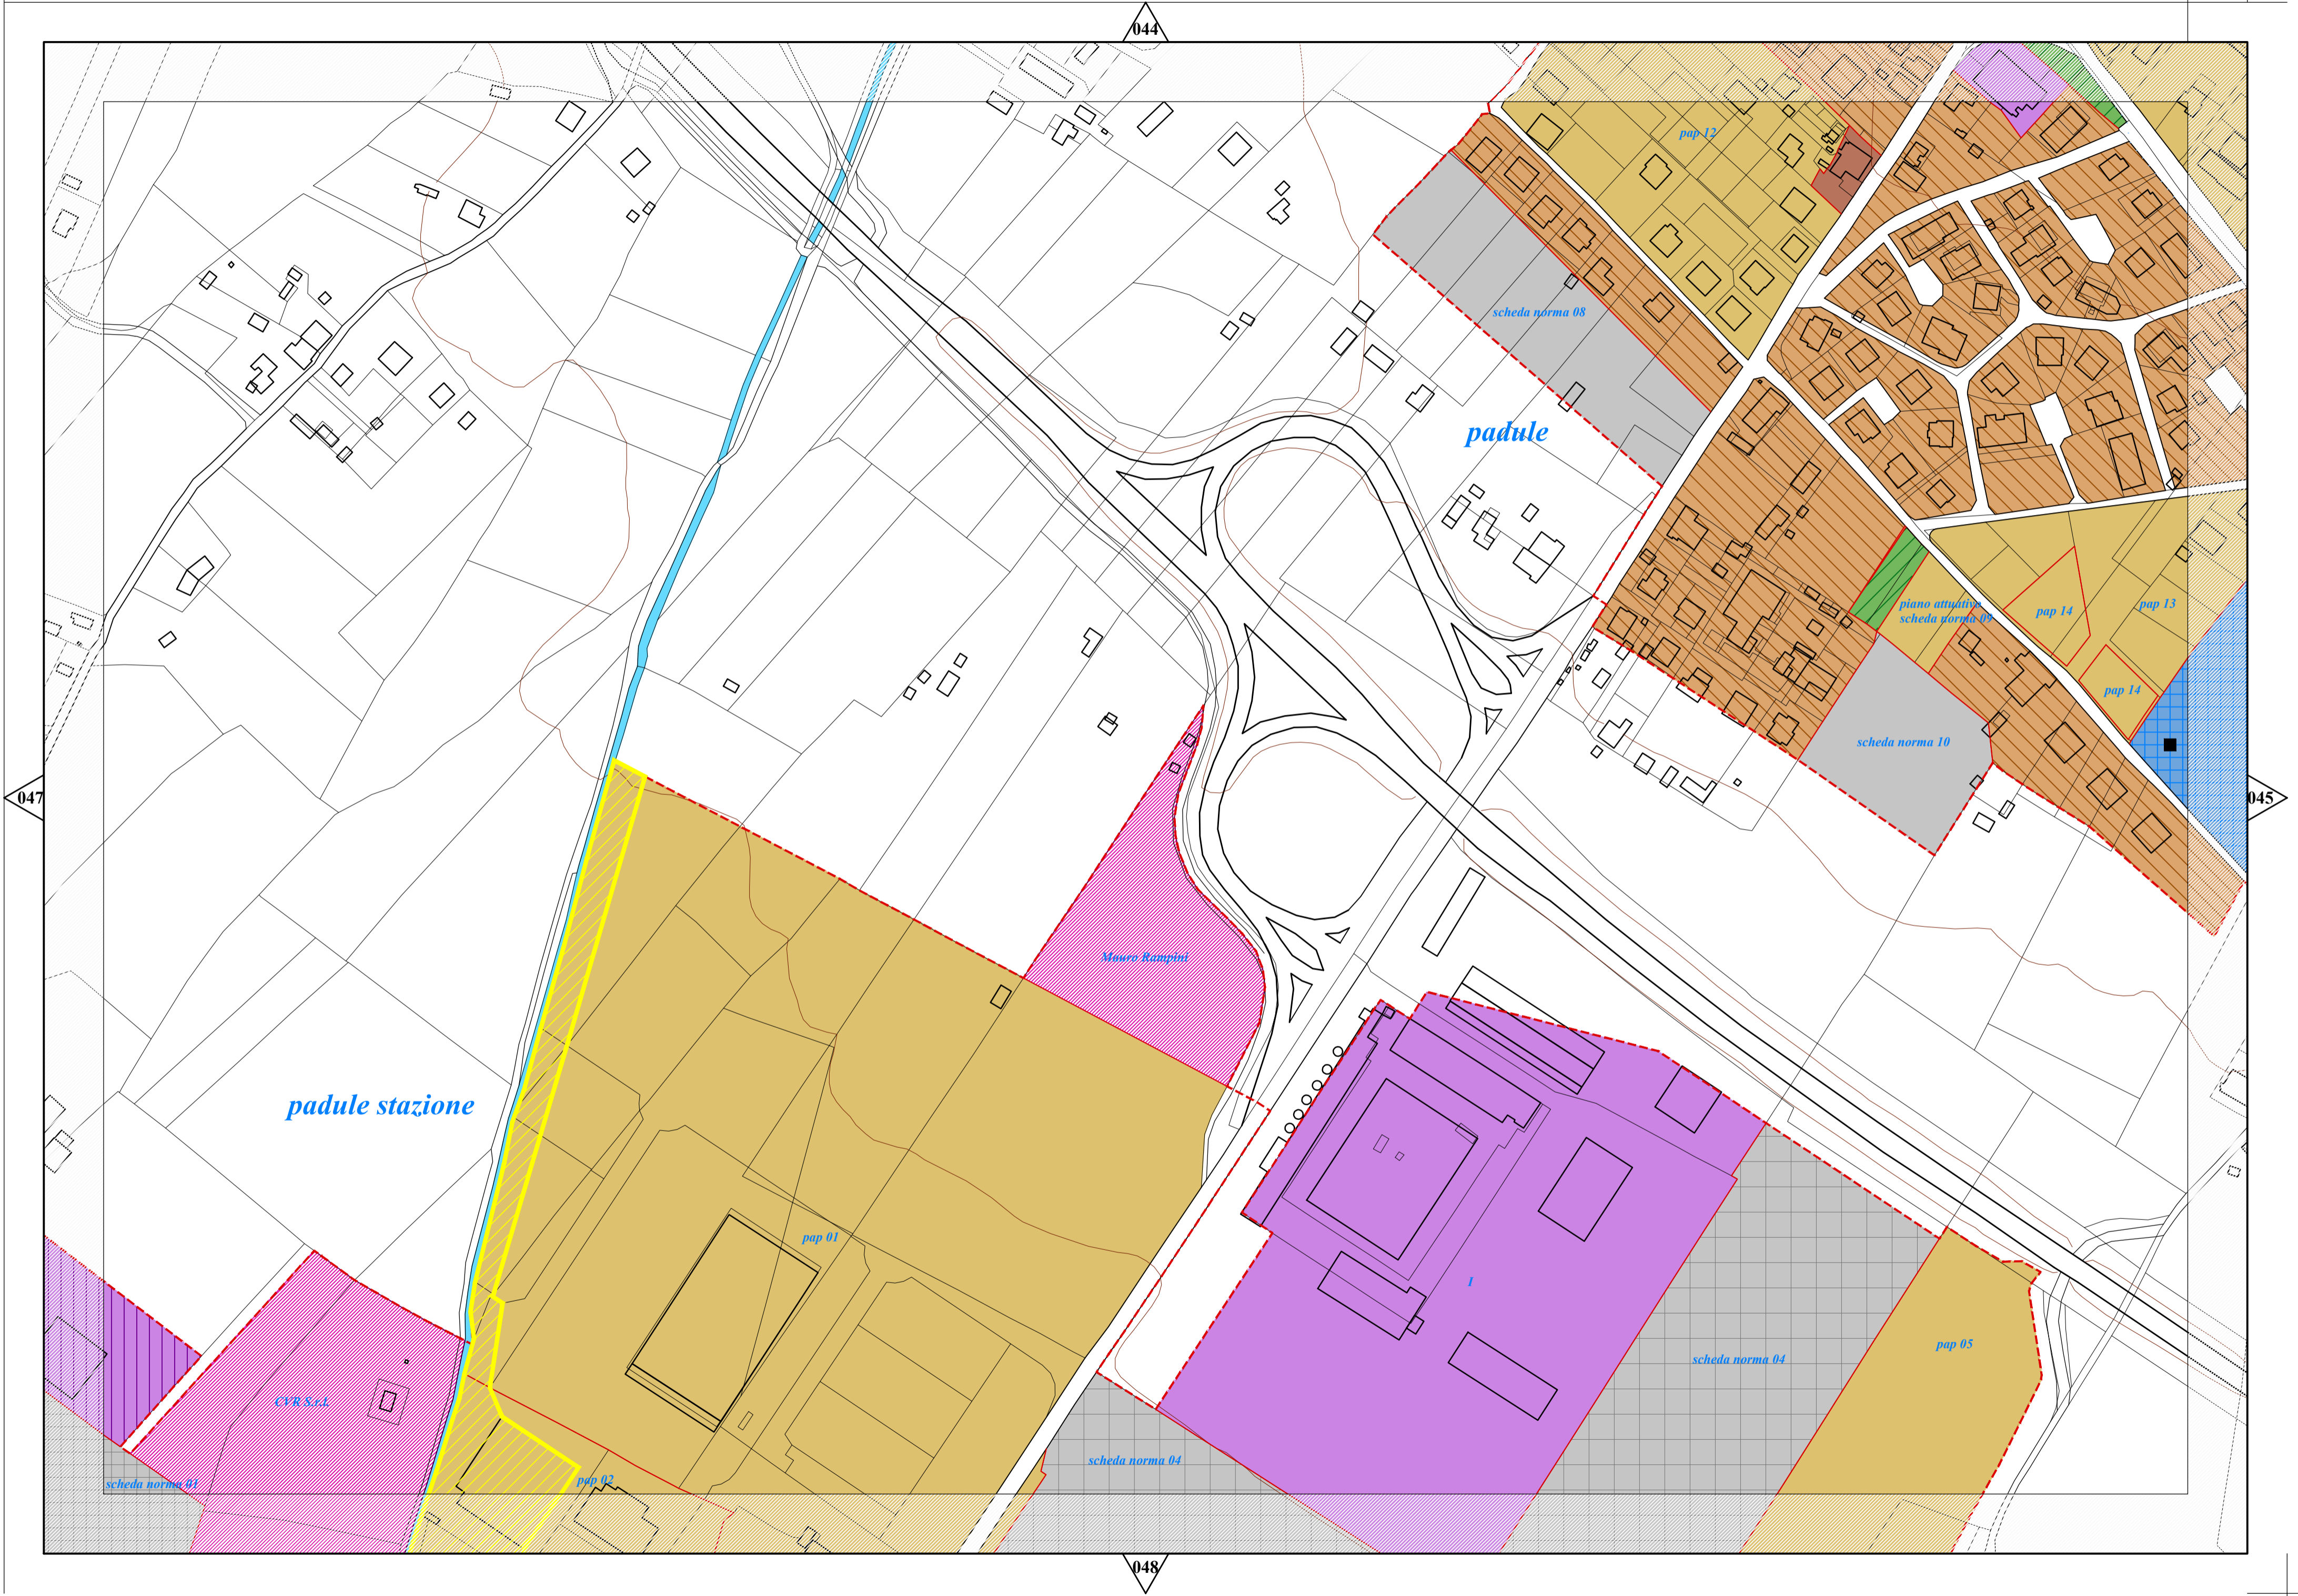 044
pap 12
scheda norma 08
padule
piano attuativo
scheda norma 09
pap 14
pap 13
pap 14
scheda norma 10
047
045
Mauro Rampini
padule stazione
pap 01
1
pap 05
scheda norma 04
CVR S.r.l.
scheda norma 04
scheda norma 01
pap 02
048